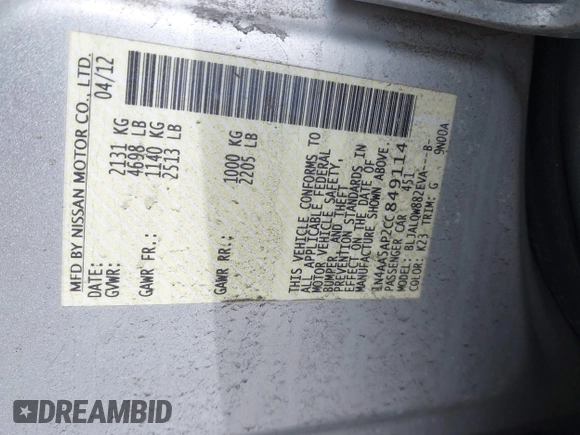 MFD BY NISSAN MOTOR CO., LTD.
DATE: 04/12
GVWR: 2131 KG
4698 LB
GAWR FR: 1140 KG
2513 LB
GAWR RR: 1000 KG
2205 LB
THIS VEHICLE CONFORMS TO
ALL APPLICABLE FEDERAL
MOTOR VEHICLE SAFETY,
BUMPER, AND THEFT
PREVENTION STANDARDS IN
EFFECT ON THE DATE OF
MANUFACTURE SHOWN ABOVE.
1N4AA5AP2CC849114
PASSENGER CAR 451
MODEL: BLJALOW882EVA---B-
COLOR: K23 TRIM: G 9N00A
DREAMBID